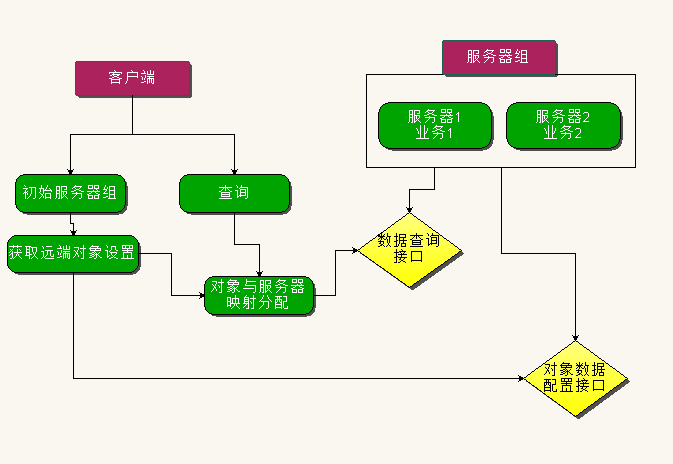 客户端
服务器组
服务器1
业务1
服务器2
业务2
初始服务器组
查询
获取远端对象设置
数据查询
接口
对象与服务器
映射分配
对象数据
配置接口